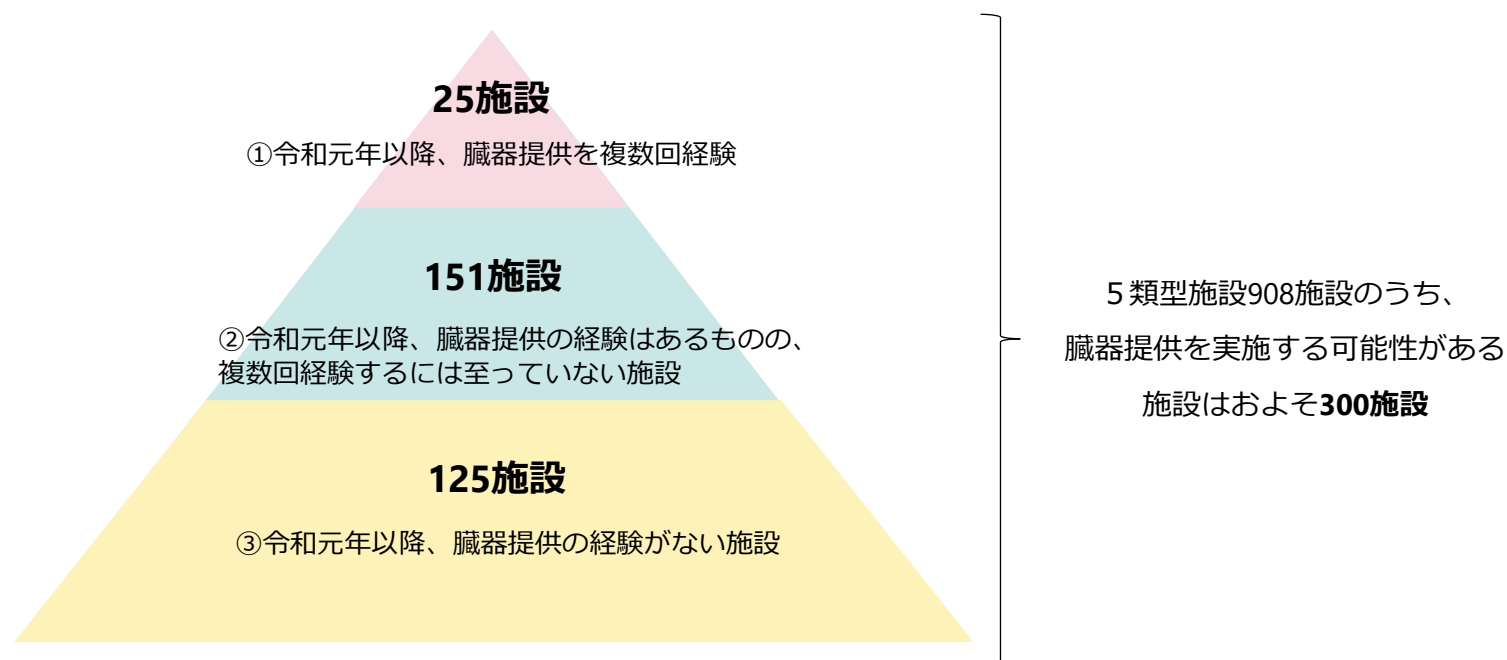 25施設
①令和元年以降、臓器提供を複数回経験
151施設
②令和元年以降、臓器提供の経験はあるものの、
複数回経験するには至っていない施設
125施設
③令和元年以降、臓器提供の経験がない施設
５類型施設908施設のうち、
臓器提供を実施する可能性がある
施設はおよそ300施設